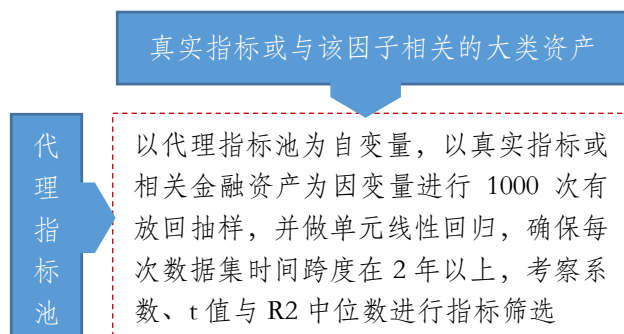 真实指标或与该因子相关的大类资产
代理指标池
以代理指标池为自变量，以真实指标或
相关金融资产为因变量进行 1000 次有
放回抽样，并做单元线性回归，确保每
次数据集时间跨度在 2 年以上，考察系
数、t 值与 R2 中位数进行指标筛选